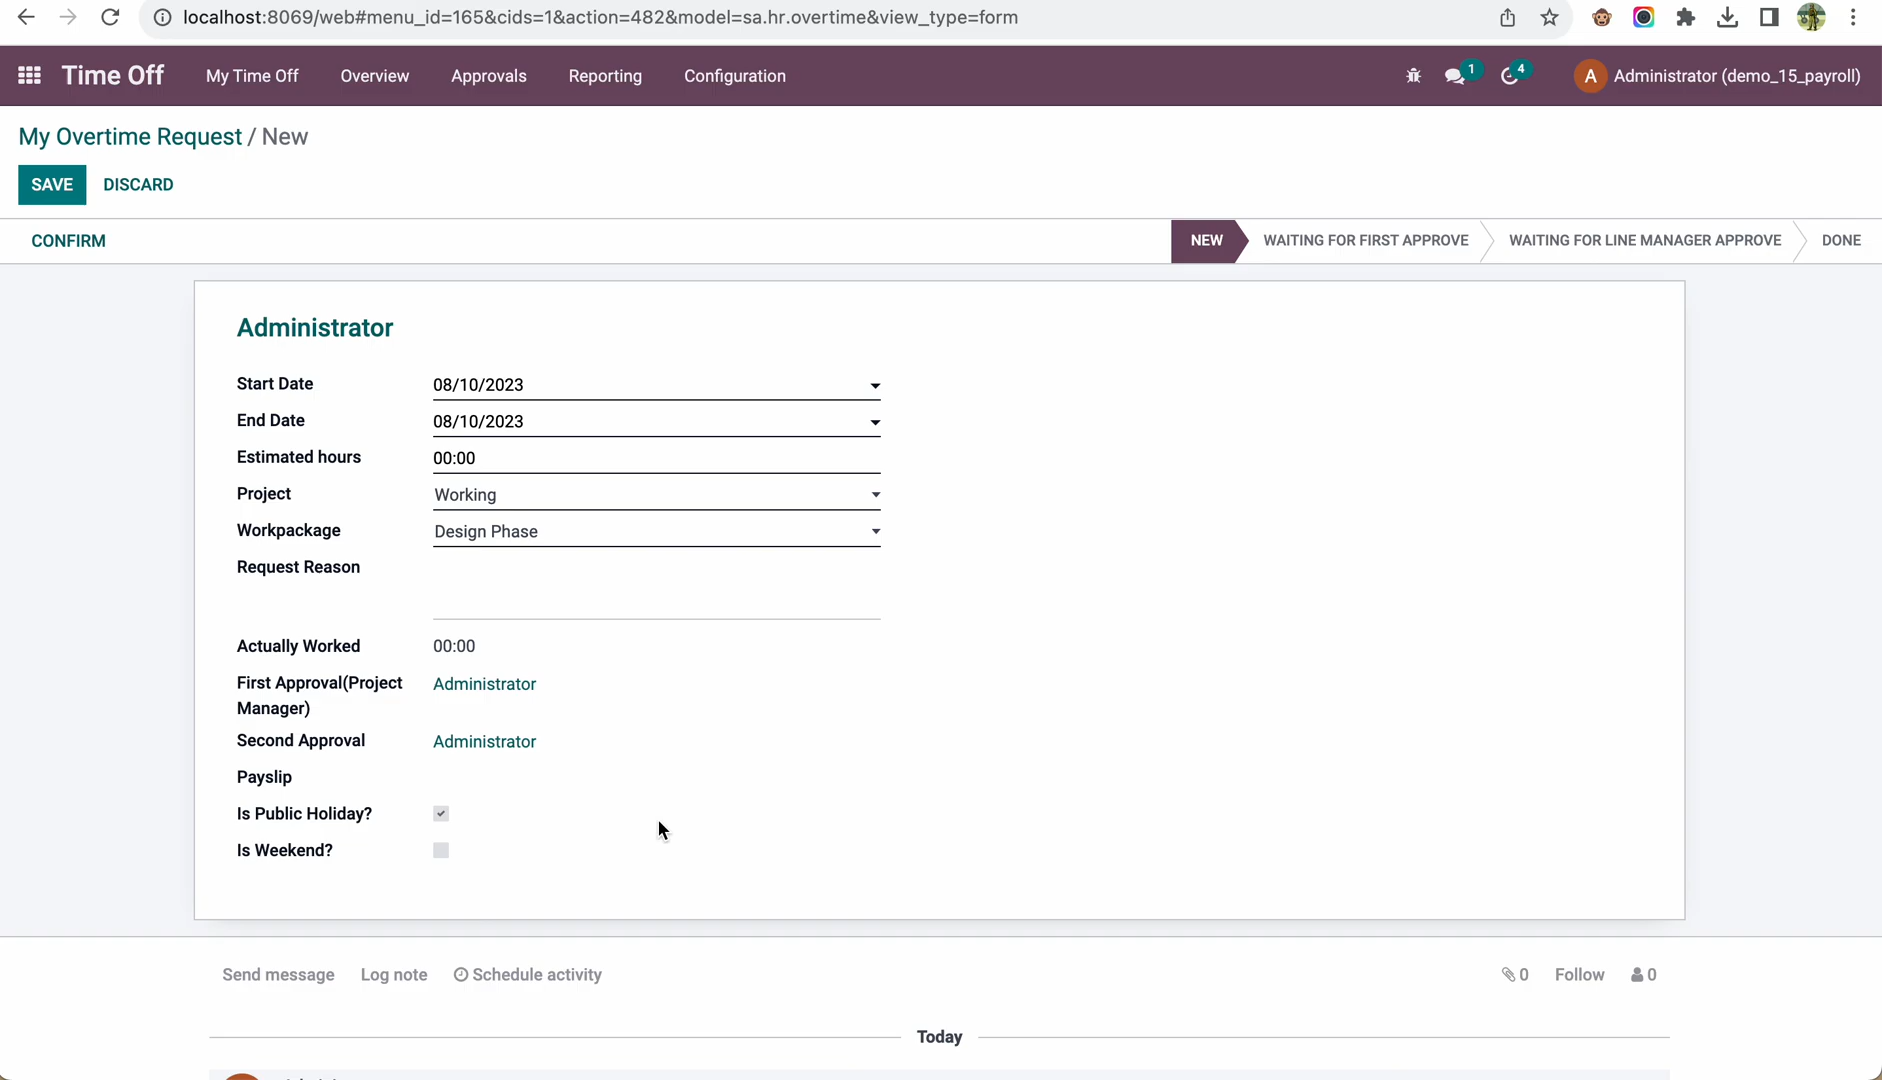 localhost:8069/web#menu_id=165&cids=1&action=482&model=sa.hr.overtime&view_type=form
Time Off My Time Off Overview Approvals Reporting Configuration 1 4 A Administrator (demo_15_payroll)
My Overtime Request / New
SAVE DISCARD
CONFIRM NEW WAITING FOR FIRST APPROVE WAITING FOR LINE MANAGER APPROVE DONE
Administrator
Start Date 08/10/2023
End Date 08/10/2023
Estimated hours 00:00
Project Working
Workpackage Design Phase
Request Reason
Actually Worked 00:00
First Approval(Project Administrator
Manager)
Second Approval Administrator
Payslip
Is Public Holiday?
Is Weekend?
Send message Log note Schedule activity 0 Follow 0
Today